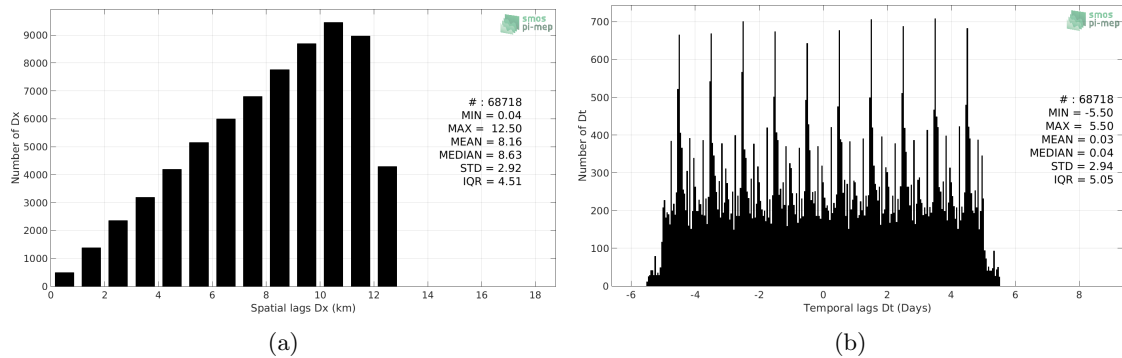 smos
pi-mep
9000
8000
7000
6000
5000
4000
3000
2000
1000
0
Number of Dx
# : 68718
MIN = 0.04
MAX = 12.50
MEAN = 8.16
MEDIAN = 8.63
STD = 2.92
IQR = 4.51
0 2 4 6 8 10 12 14 16 18
Spatial lags Dx (km)
(a)
smos
pi-mep
700
600
500
400
300
200
100
0
Number of Dt
# : 68718
MIN = -5.50
MAX = 5.50
MEAN = 0.03
MEDIAN = 0.04
STD = 2.94
IQR = 5.05
-6 -4 -2 0 2 4 6 8
Temporal lags Dt (Days)
(b)